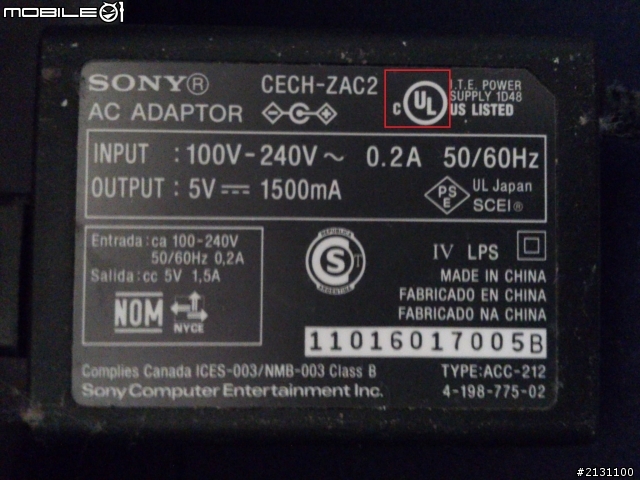 MOBILE01
SONY® CECH-ZAC2
AC ADAPTOR
C UL US LISTED
I.T.E. POWER
SUPPLY 1D48
INPUT : 100V-240V～ 0.2A 50/60Hz
OUTPUT : 5V⎓ 1500mA
PSE
UL Japan
SCEI®
Entrada : ca 100-240V
50/60Hz 0,2A
Salida : cc 5V 1,5A
NOM
NYCE
REPUBLICA
S T
ARGENTINA
IV LPS
MADE IN CHINA
FABRICADO EN CHINA
FABRICADO NA CHINA
11016017005B
Complies Canada ICES-003/NMB-003 Class B
TYPE:ACC-212
Sony Computer Entertainment Inc.
4-198-775-02
#2131100